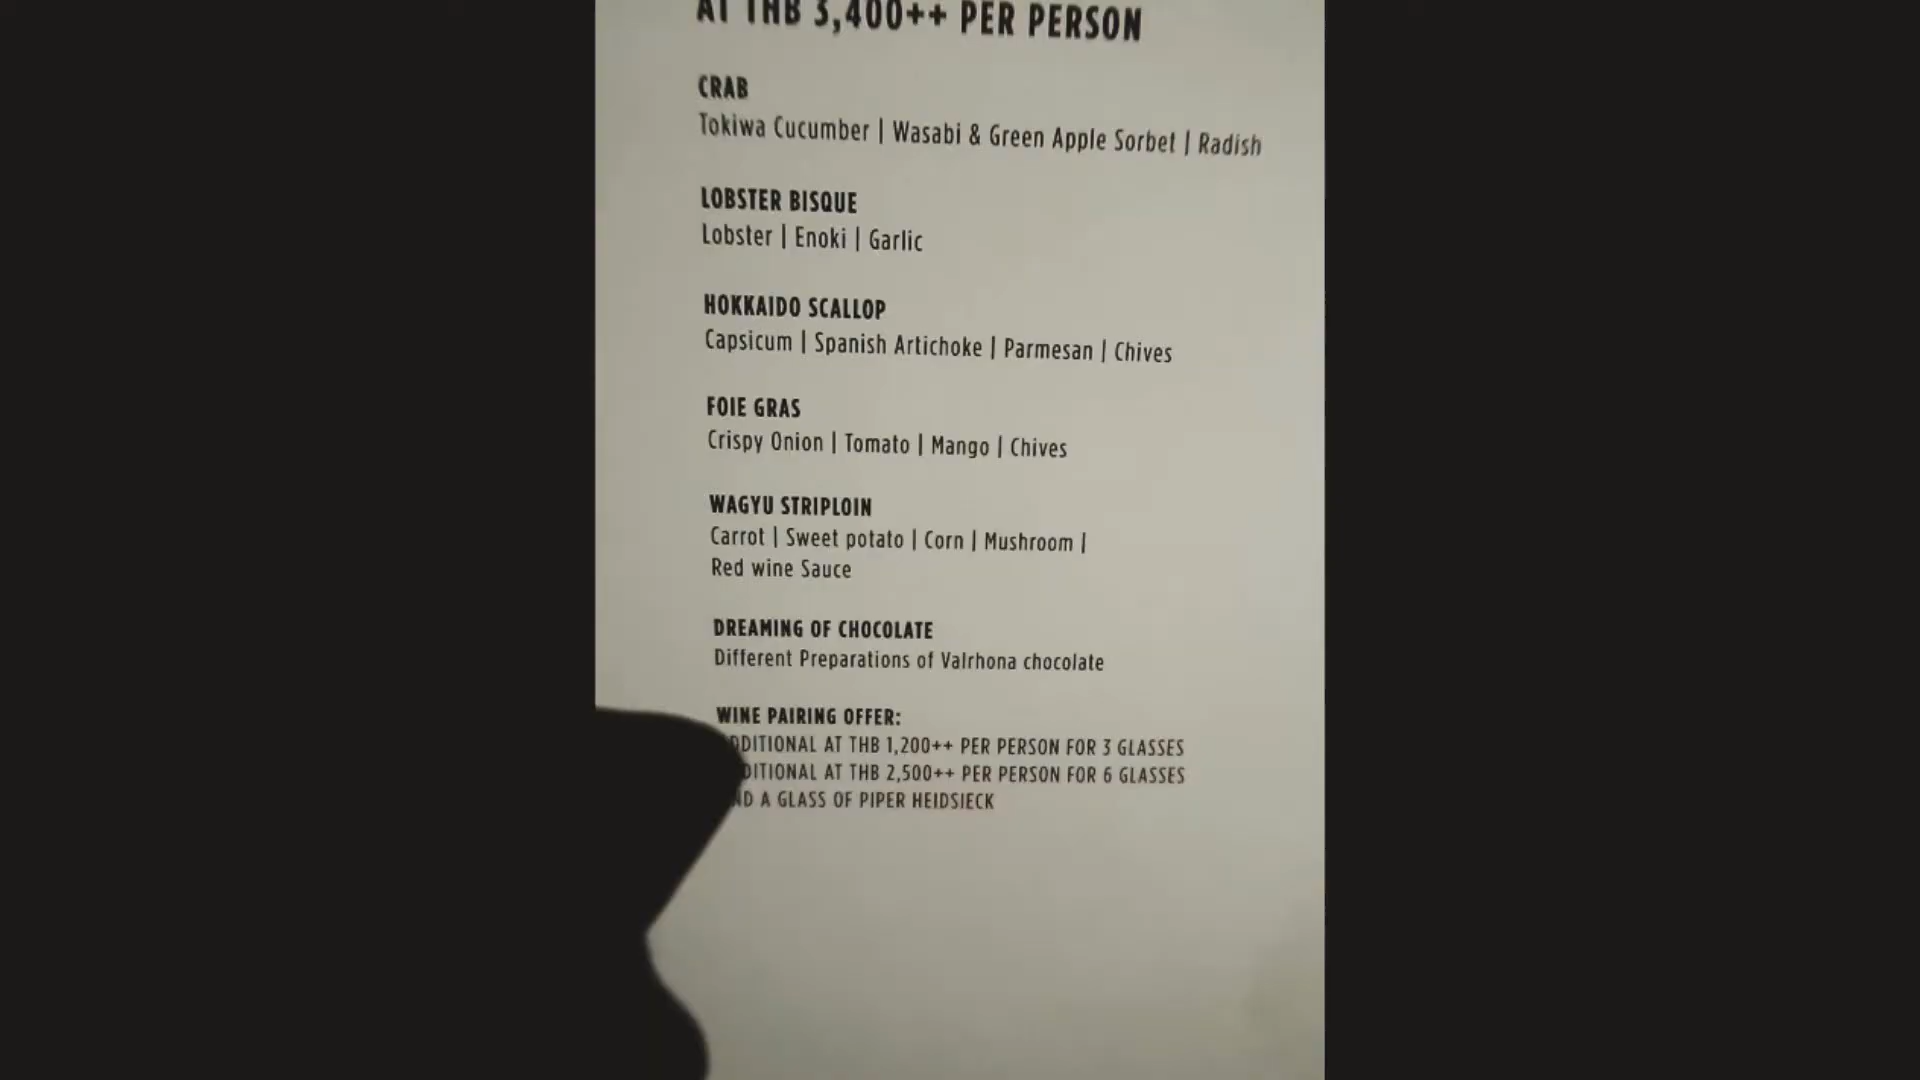 AT THB 3,400++ PER PERSON
CRAB
Tokiwa Cucumber | Wasabi & Green Apple Sorbet | Radish
LOBSTER BISQUE
Lobster | Enoki | Garlic
HOKKAIDO SCALLOP
Capsicum | Spanish Artichoke | Parmesan | Chives
FOIE GRAS
Crispy Onion | Tomato | Mango | Chives
WAGYU STRIPLOIN
Carrot | Sweet potato | Corn | Mushroom |
Red wine Sauce
DREAMING OF CHOCOLATE
Different Preparations of Valrhona chocolate
WINE PAIRING OFFER:
AT THB 1,200++ PER PERSON FOR 3 GLASSES
AT THB 2,500++ PER PERSON FOR 6 GLASSES
A GLASS OF PIPER HEIDSIECK